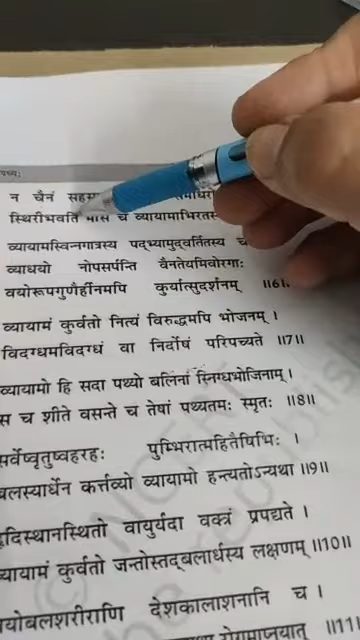 पथ्यः
न चैनं
स्थिरीभवति मांसं च व्यायामाभिरतस्
व्यायामस्विन्नगात्रस्य पद्भ्यामुद्वर्तितस्य च
व्याधयो नोपसर्पन्ति वैनतेयमिवोरगाः
वयोरूपगुणैर्हीनमपि कुर्यात्सुदर्शनम् ॥6॥
व्यायामं कुर्वतो नित्यं विरुद्धमपि भोजनम् ।
विदग्धमविदग्धं वा निर्दोषं परिपच्यते ॥7॥
व्यायामो हि सदा पथ्यो बलिनां स्निग्धभोजिनाम् ।
स च शीते वसन्ते च तेषां पथ्यतमः स्मृतः ॥8॥
सर्वेष्वृतुष्वहरहः पुम्भिरात्महितैषिभिः ।
बलस्यार्धेन कर्त्तव्यो व्यायामो हन्त्यतोऽन्यथा ॥9॥
हृदिस्थानस्थितो वायुर्यदा वक्त्रं प्रपद्यते ।
व्यायामं कुर्वतो जन्तोस्तद्बलार्धस्य लक्षणम् ॥10॥
वयोबलशरीराणि देशकालाशनानि च ।
॥11॥